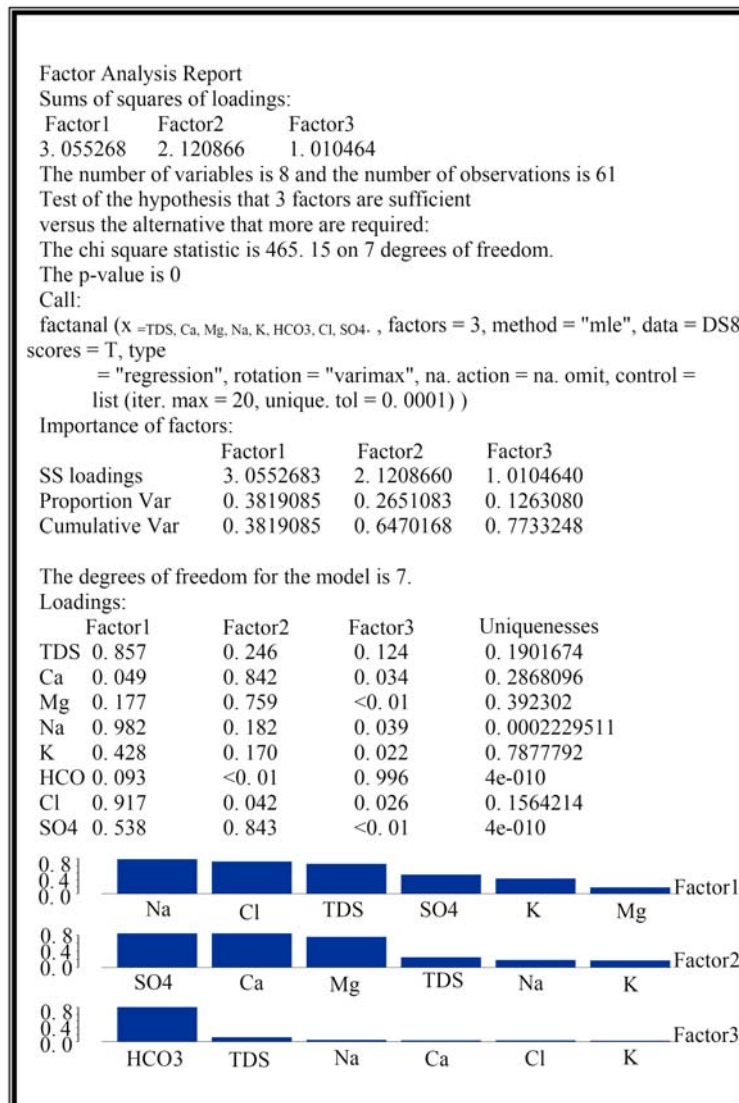 Factor Analysis Report
Sums of squares of loadings:
Factor1 Factor2 Factor3
3. 055268 2. 120866 1. 010464
The number of variables is 8 and the number of observations is 61
Test of the hypothesis that 3 factors are sufficient
versus the alternative that more are required:
The chi square statistic is 465. 15 on 7 degrees of freedom.
The p-value is 0
Call:
factanal (x =TDS, Ca, Mg, Na, K, HCO3, Cl, SO4. , factors = 3, method = "mle", data = DS8
scores = T, type
= "regression", rotation = "varimax", na. action = na. omit, control =
list (iter. max = 20, unique. tol = 0. 0001) )
Importance of factors:
Factor1 Factor2 Factor3
SS loadings 3. 0552683 2. 1208660 1. 0104640
Proportion Var 0. 3819085 0. 2651083 0. 1263080
Cumulative Var 0. 3819085 0. 6470168 0. 7733248
The degrees of freedom for the model is 7.
Loadings:
Factor1 Factor2 Factor3 Uniquenesses
TDS 0. 857 0. 246 0. 124 0. 1901674
Ca 0. 049 0. 842 0. 034 0. 2868096
Mg 0. 177 0. 759 <0. 01 0. 392302
Na 0. 982 0. 182 0. 039 0. 0002229511
K 0. 428 0. 170 0. 022 0. 7877792
HCO 0. 093 <0. 01 0. 996 4e-010
Cl 0. 917 0. 042 0. 026 0. 1564214
SO4 0. 538 0. 843 <0. 01 4e-010
0. 8
0. 4
0. 0
Factor1
Na Cl TDS SO4 K Mg
0. 8
0. 4
0. 0
Factor2
SO4 Ca Mg TDS Na K
0. 8
0. 4
0. 0
Factor3
HCO3 TDS Na Ca Cl K